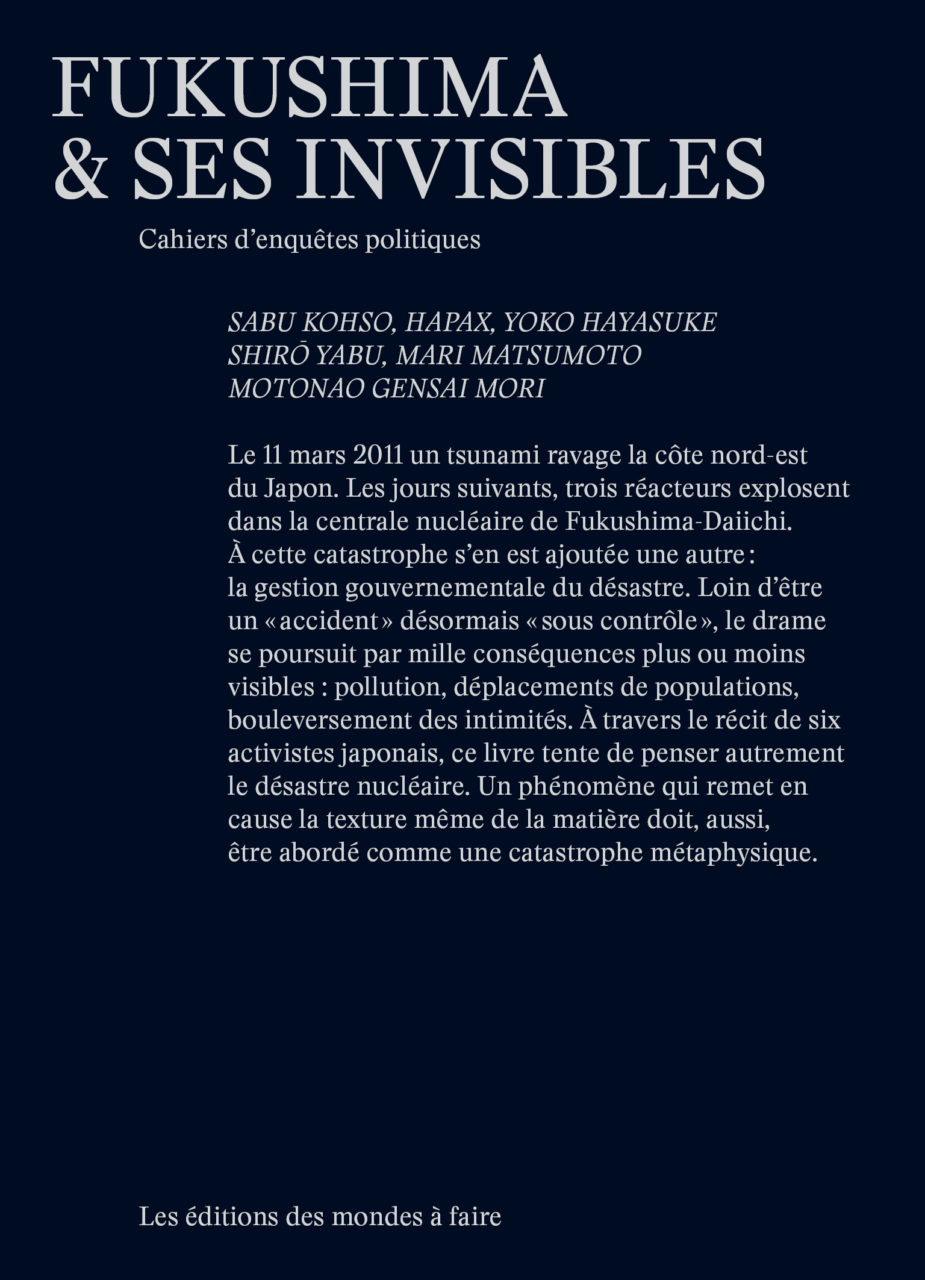 FUKUSHIMA
& SES INVISIBLES
Cahiers d’enquêtes politiques
SABU KOHSO, HAPAX, YOKO HAYASUKE
SHIRŌ YABU, MARI MATSUMOTO
MOTONAO GENSAI MORI
Le 11 mars 2011 un tsunami ravage la côte nord-est
du Japon. Les jours suivants, trois réacteurs explosent
dans la centrale nucléaire de Fukushima-Daiichi.
À cette catastrophe s’en est ajoutée une autre :
la gestion gouvernementale du désastre. Loin d’être
un « accident » désormais « sous contrôle », le drame
se poursuit par mille conséquences plus ou moins
visibles : pollution, déplacements de populations,
bouleversement des intimités. À travers le récit de six
activistes japonais, ce livre tente de penser autrement
le désastre nucléaire. Un phénomène qui remet en
cause la texture même de la matière doit, aussi,
être abordé comme une catastrophe métaphysique.
Les éditions des mondes à faire